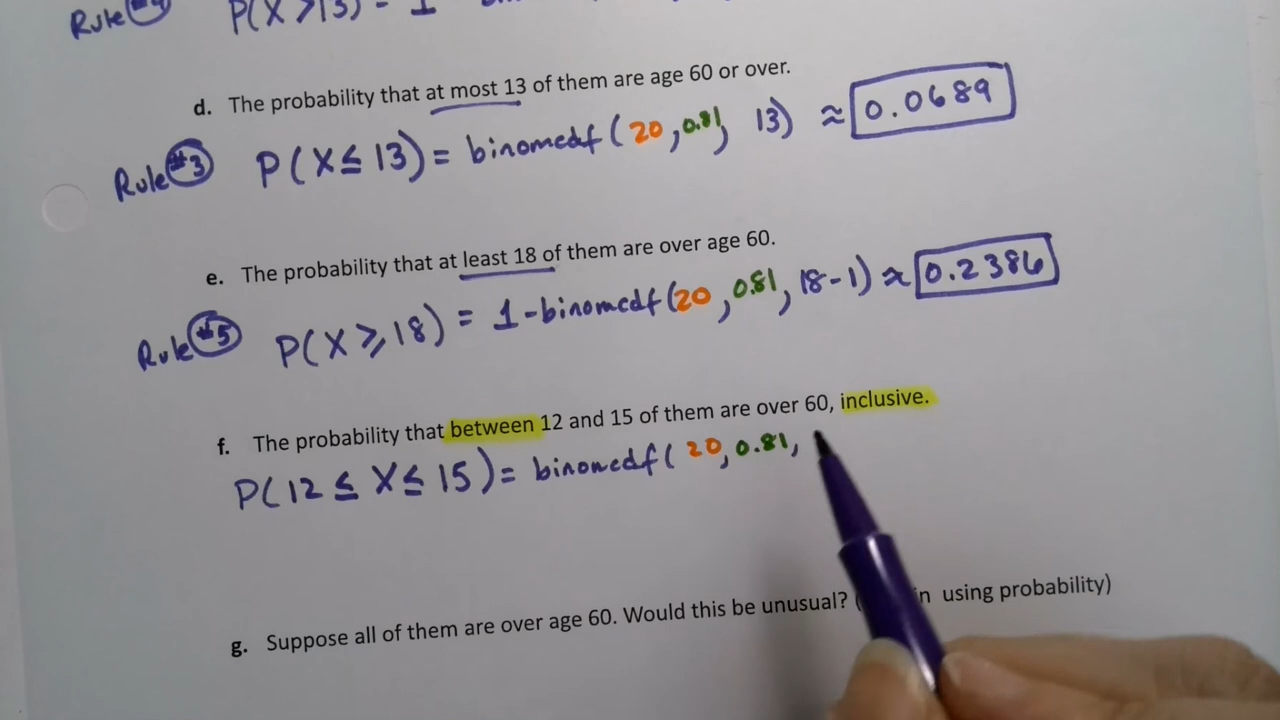 Rule #4 P(X>13) = 1
d. The probability that at most 13 of them are age 60 or over.
Rule #3 P(X≤13) = binomcdf(20, 0.81, 13) ≈ 0.0689
e. The probability that at least 18 of them are over age 60.
Rule #5 P(X≥18) = 1-binomcdf(20, 0.81, 18-1) ≈ 0.2386
f. The probability that between 12 and 15 of them are over 60, inclusive.
P(12≤X≤15) = binomcdf(20, 0.81,
g. Suppose all of them are over age 60. Would this be unusual? ( in using probability)